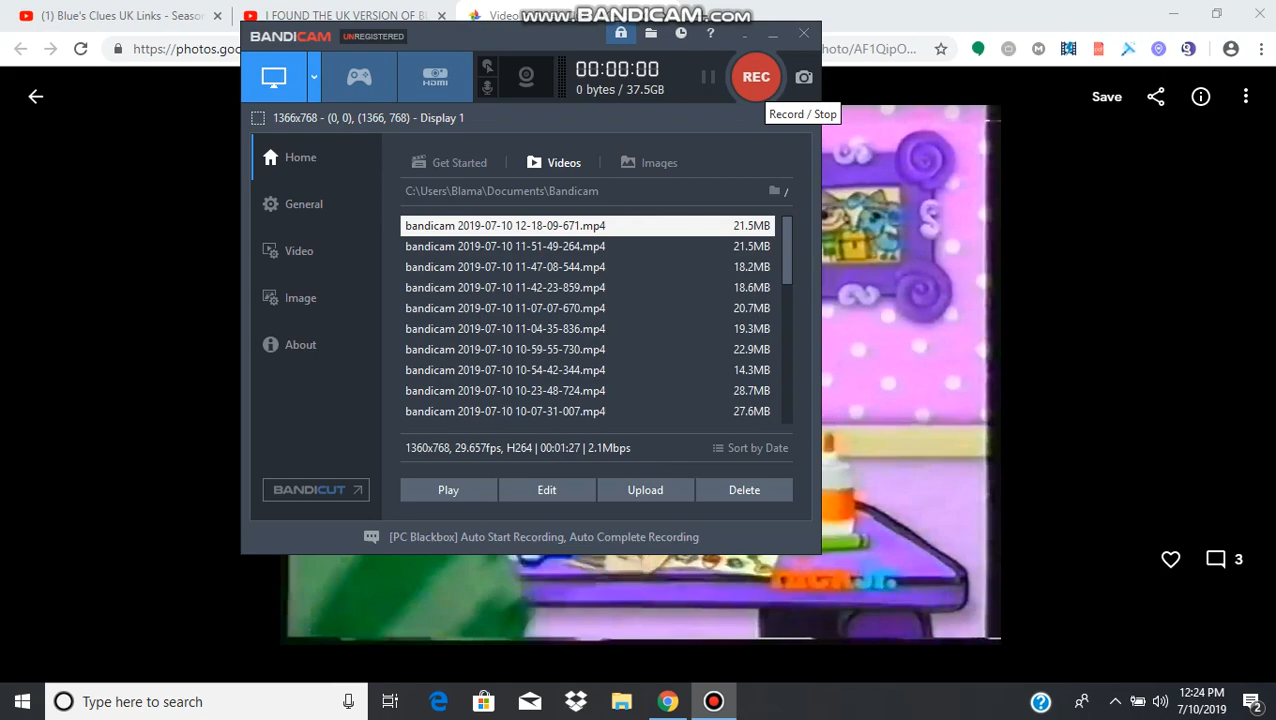 (1) Blue's Clues UK Links - Season
I FOUND THE UK VERSION OF BL
Video
www.BANDICAM.com
https://photos.goo
oto/AF1QipO...
BANDICAM UNREGISTERED
00:00:00
0 bytes / 37.5GB
HDMI
REC
Record / Stop
Save
1366x768 - (0, 0), (1366, 768) - Display 1
Home
General
Video
Image
About
BANDICUT
Get Started
Videos
Images
C:\Users\Blama\Documents\Bandicam
/
bandicam 2019-07-10 12-18-09-671.mp4 21.5MB
bandicam 2019-07-10 11-51-49-264.mp4 21.5MB
bandicam 2019-07-10 11-47-08-544.mp4 18.2MB
bandicam 2019-07-10 11-42-23-859.mp4 18.6MB
bandicam 2019-07-10 11-07-07-670.mp4 20.7MB
bandicam 2019-07-10 11-04-35-836.mp4 19.3MB
bandicam 2019-07-10 10-59-55-730.mp4 22.9MB
bandicam 2019-07-10 10-54-42-344.mp4 14.3MB
bandicam 2019-07-10 10-23-48-724.mp4 28.7MB
bandicam 2019-07-10 10-07-31-007.mp4 27.6MB
1360x768, 29.657fps, H264 | 00:01:27 | 2.1Mbps
Sort by Date
Play
Edit
Upload
Delete
[PC Blackbox] Auto Start Recording, Auto Complete Recording
3
NICK JR.
Type here to search
12:24 PM
7/10/2019
2